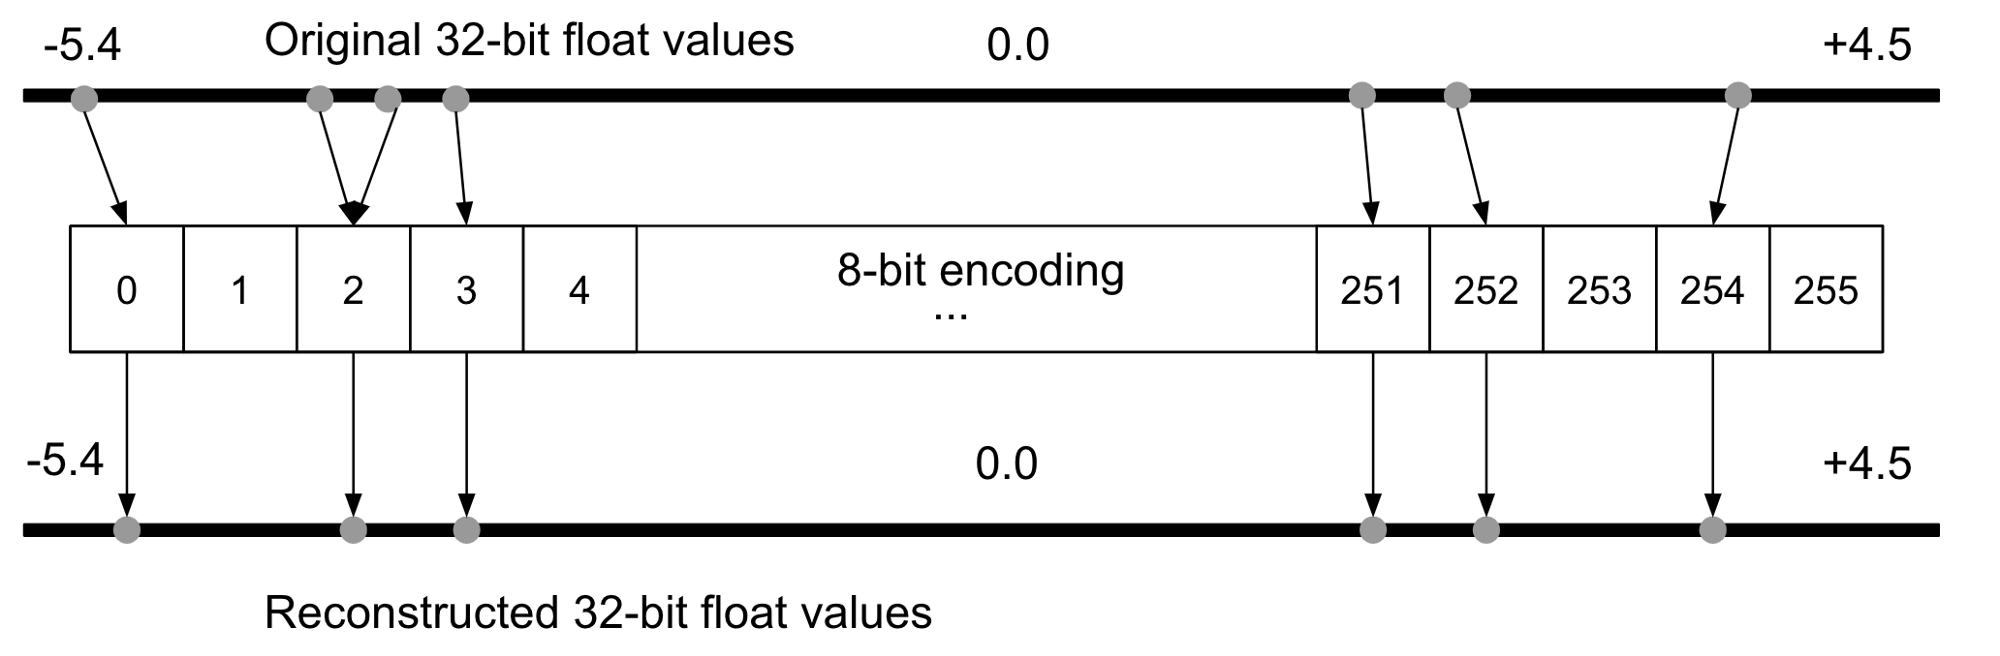 -5.4 Original 32-bit float values 0.0 +4.5
0 1 2 3 4 8-bit encoding 251 252 253 254 255
...
-5.4 0.0 +4.5
Reconstructed 32-bit float values